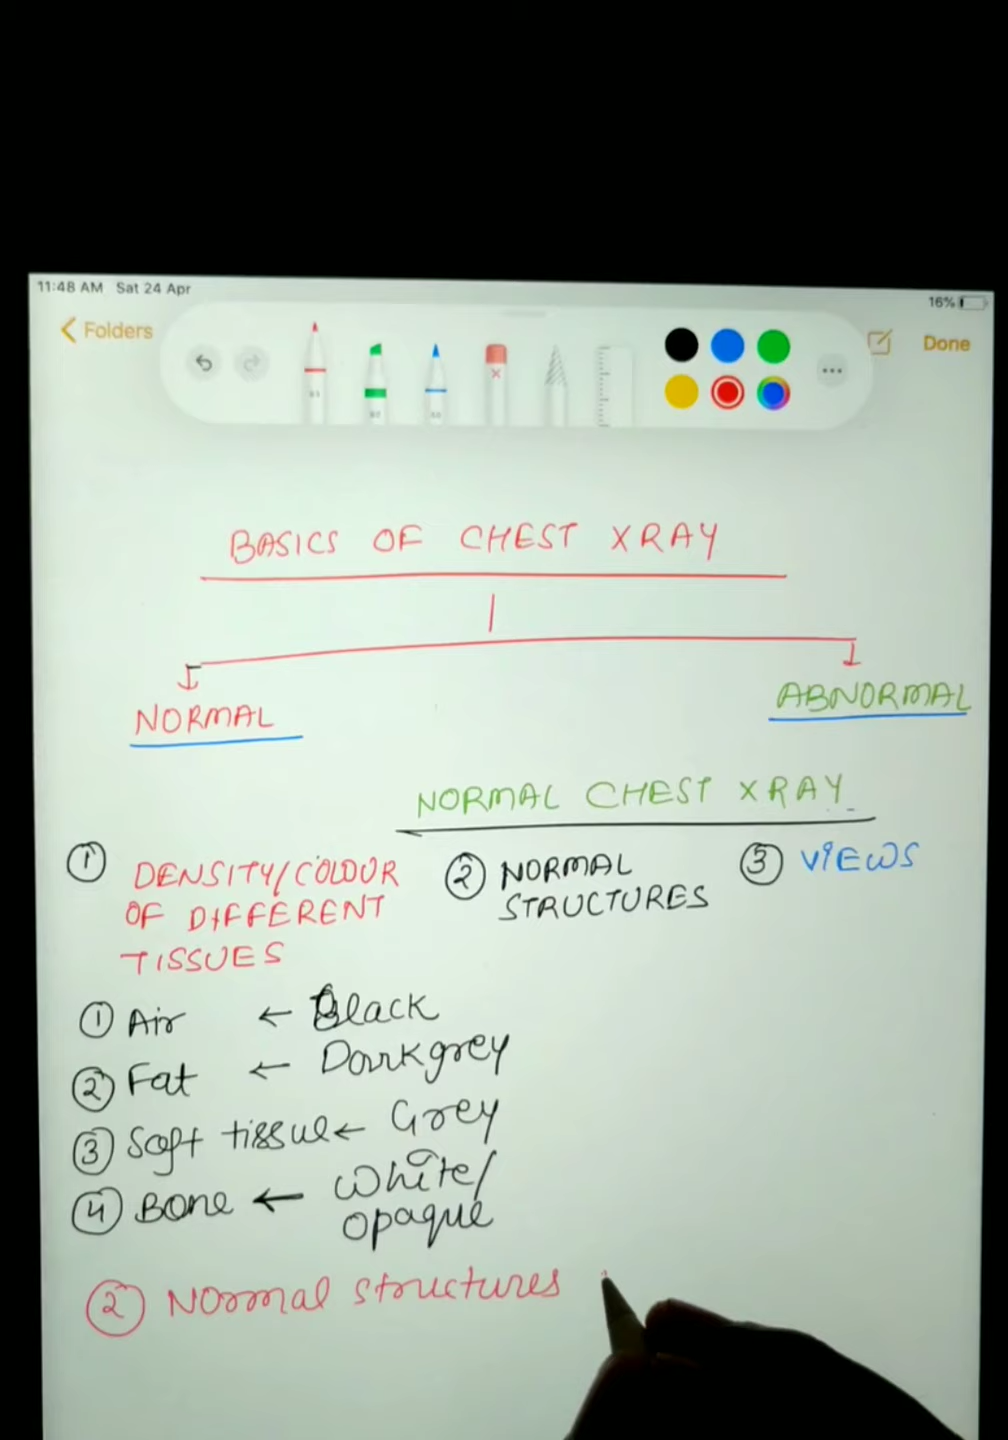 11:48 AM Sat 24 Apr
16%
Folders
Done
BASICS OF CHEST XRAY
NORMAL
ABNORMAL
NORMAL CHEST XRAY
① DENSITY/COLOUR
OF DIFFERENT
TISSUES
② NORMAL
STRUCTURES
③ VIEWS
① Air ← Black
② Fat ← Darkgrey
③ Soft tissue ← Grey
④ Bone ← White/
opaque
② Normal structures